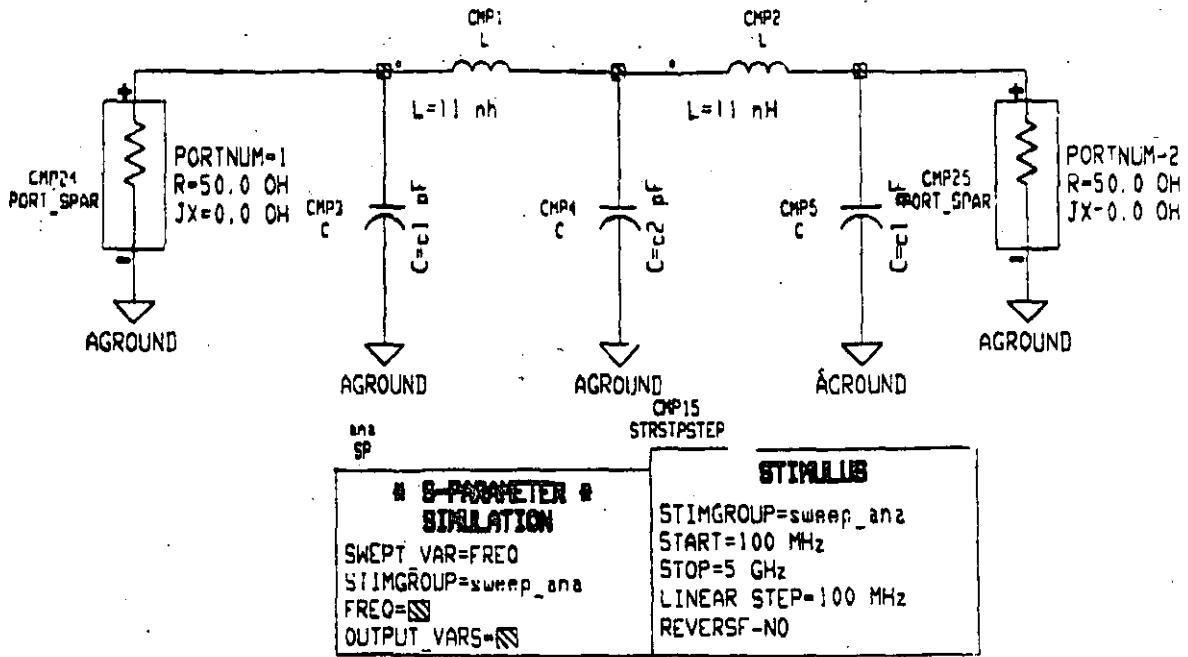 CMP1
L
CMP2
L
L=11 nh
L=11 nH
CMP24
PORT_SPAR
PORTNUM=1
R=50.0 OH
JX=0.0 OH
CMP3
C
C=c1 pF
CMP4
C
C=c2 pF
CMP5
C
C=c1 pF
CMP25
PORT_SPAR
PORTNUM-2
R=50.0 OH
JX-0.0 OH
AGROUND
AGROUND
AGROUND
AGROUND
AGROUND
ana
SP
CMP15
STRSTPSTEP
# S-PARAMETER #
SIMULATION
SWEPT_VAR=FREQ
STIMGROUP=sweep_ana
FREQ=
OUTPUT_VARS=
STIMULUS
STIMGROUP=sweep_ana
START=100 MHz
STOP=5 GHz
LINEAR STEP=100 MHz
REVERSF-NO